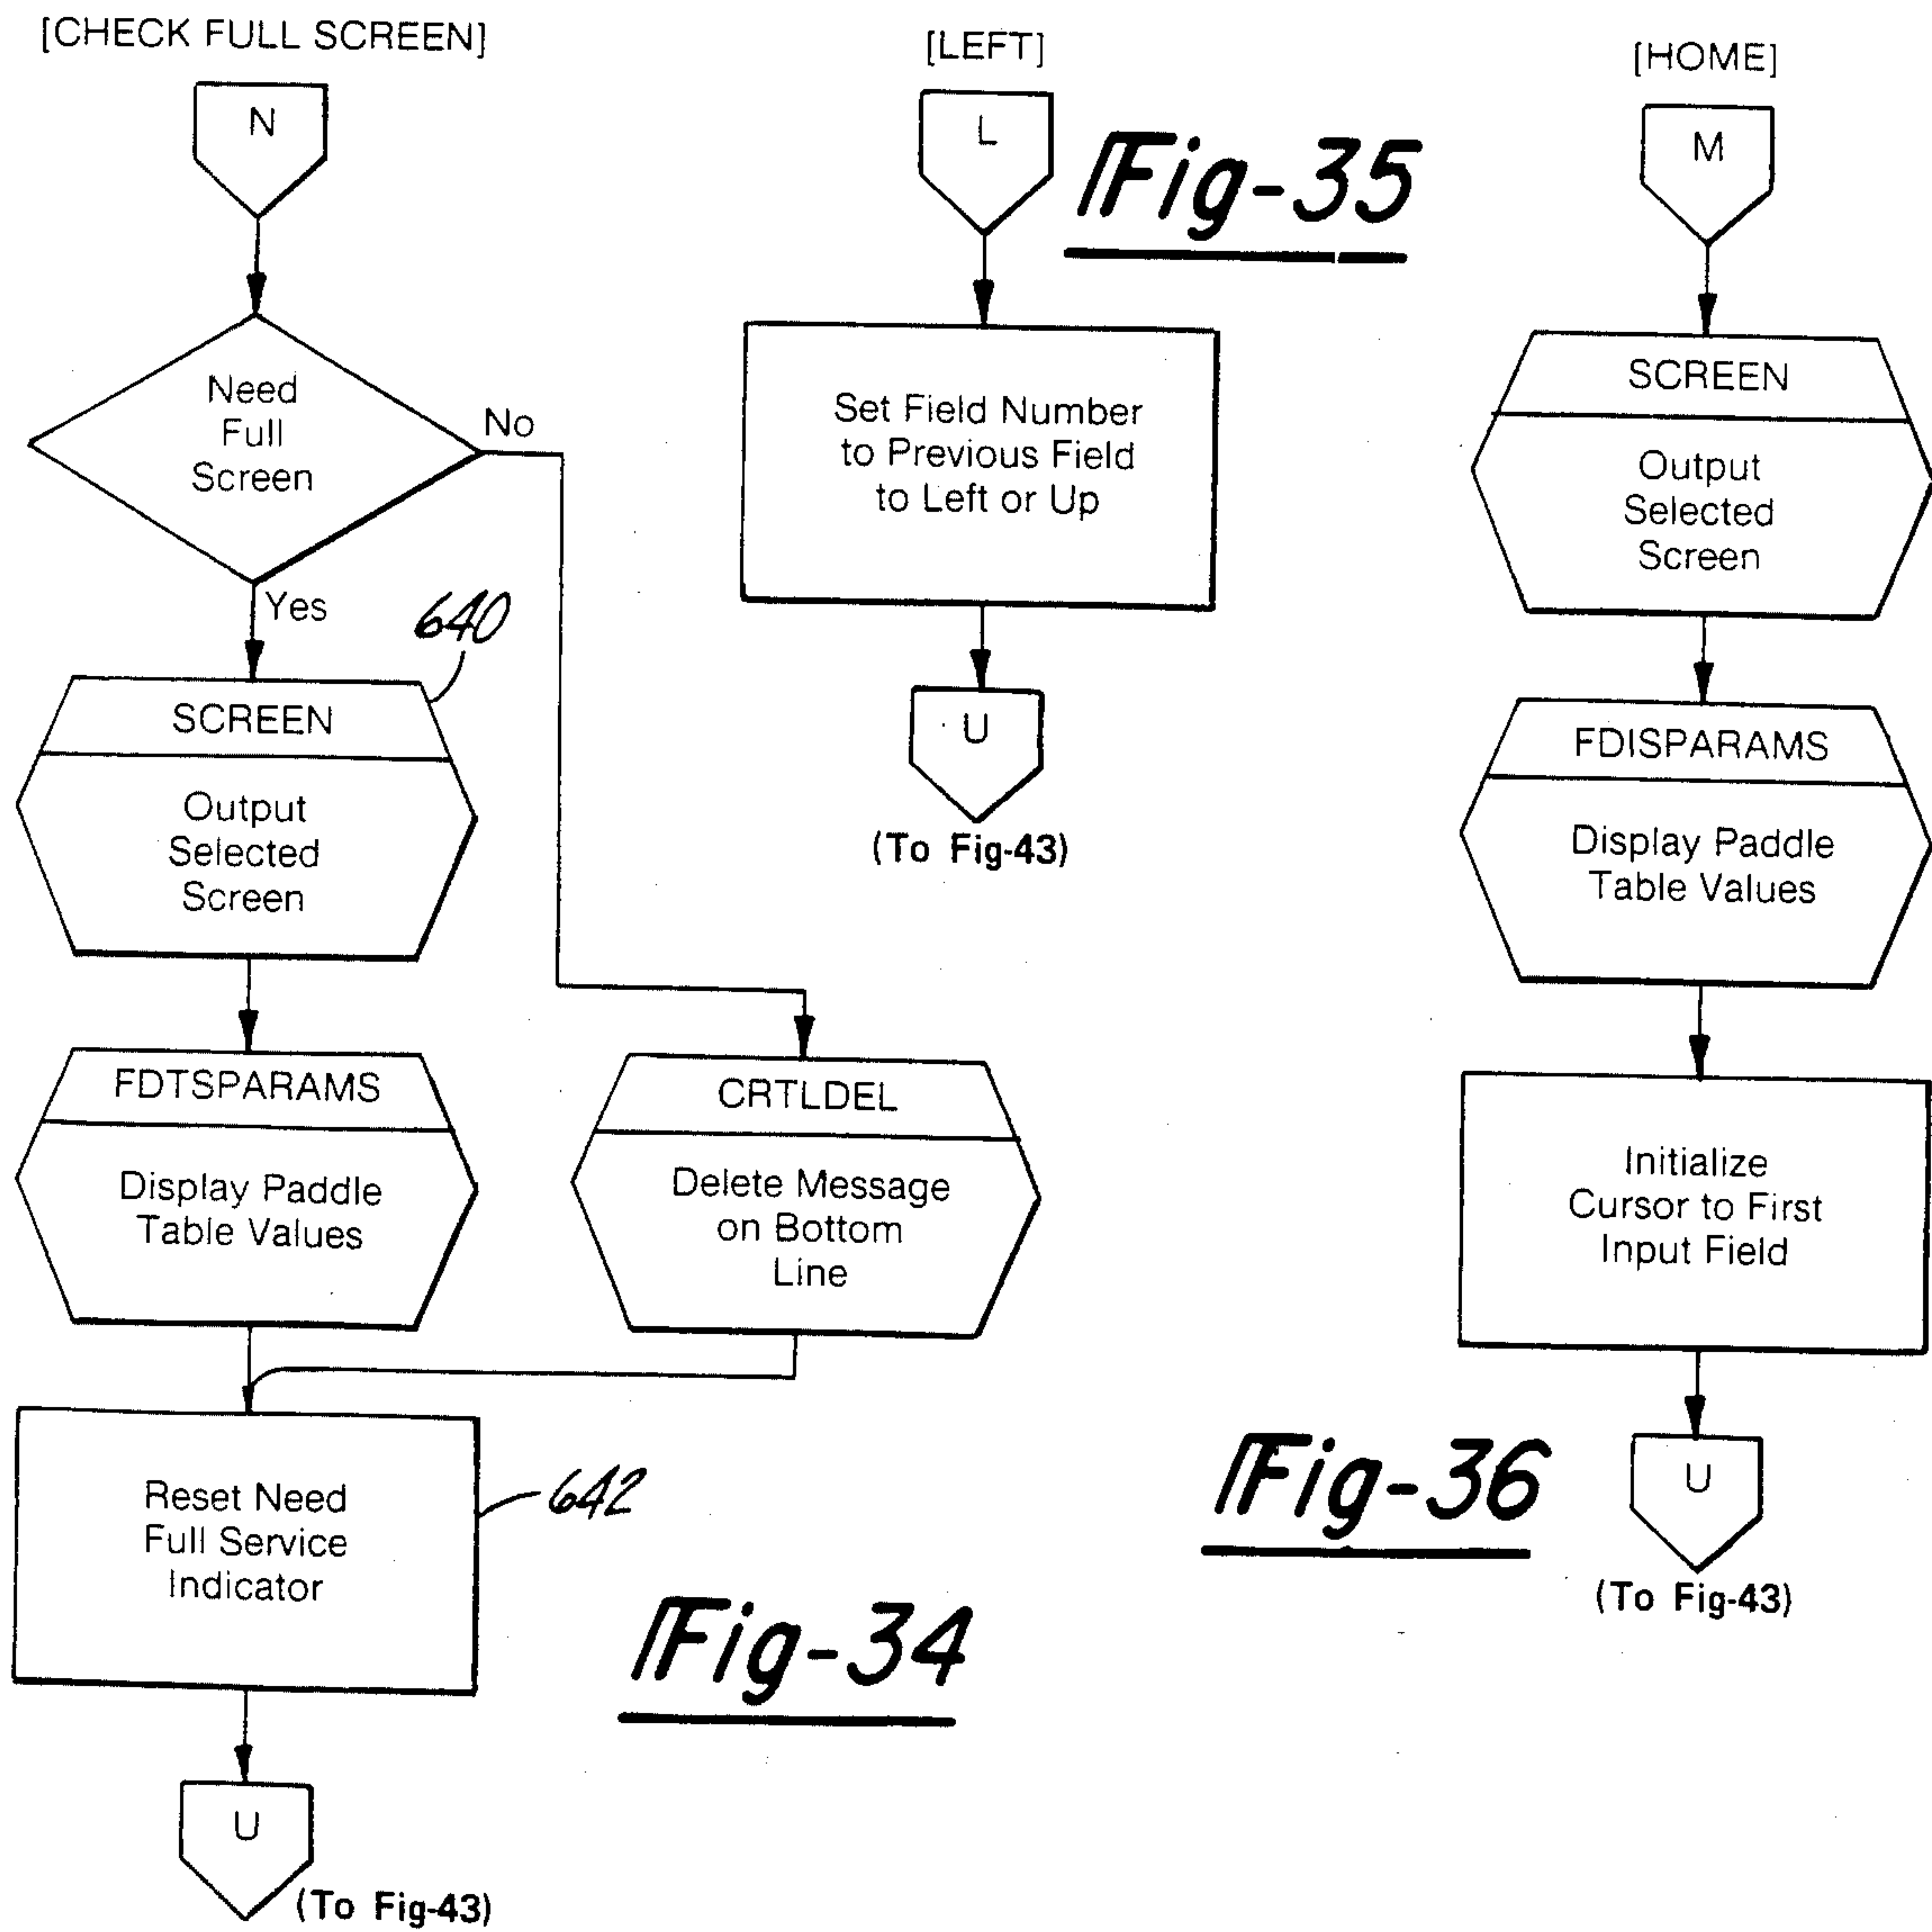 [CHECK FULL SCREEN]
N
Need
Full
Screen
No
Yes
640
SCREEN
Output
Selected
Screen
FDTSPARAMS
Display Paddle
Table Values
CRTLDEL
Delete Message
on Bottom
Line
Reset Need
Full Service
Indicator
642
U
(To Fig-43)
Fig-34
[LEFT]
L
Fig-35
Set Field Number
to Previous Field
to Left or Up
U
(To Fig-43)
[HOME]
M
SCREEN
Output
Selected
Screen
FDISPARAMS
Display Paddle
Table Values
Initialize
Cursor to First
Input Field
Fig-36
U
(To Fig-43)